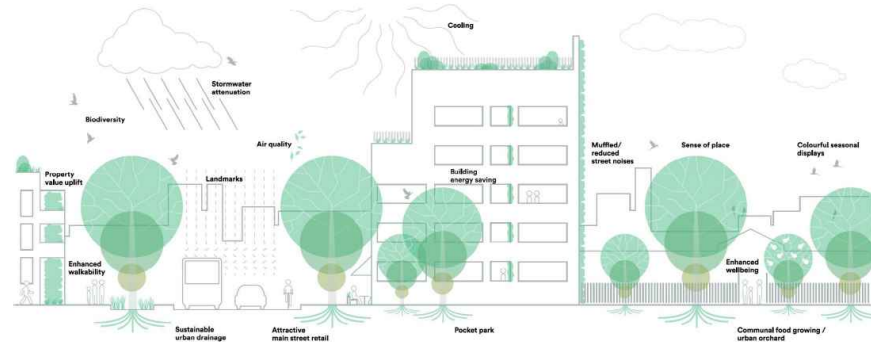 Cooling
Stormwater
attenuation
Biodiversity
Air quality
Muffled/
reduced
street noises
Sense of place
Colourful seasonal
displays
Property
value uplift
Landmarks
Building
energy saving
Enhanced
walkability
Enhanced
wellbeing
Sustainable
urban drainage
Attractive
main street retail
Pocket park
Communal food growing /
urban orchard